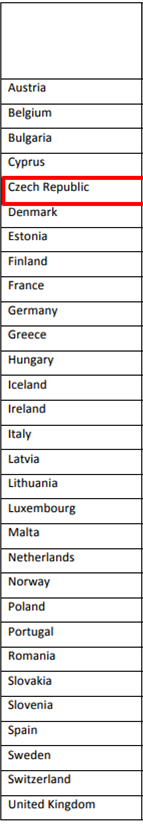 Austria
Belgium
Bulgaria
Cyprus
Czech Republic
Denmark
Estonia
Finland
France
Germany
Greece
Hungary
Iceland
Ireland
Italy
Latvia
Lithuania
Luxembourg
Malta
Netherlands
Norway
Poland
Portugal
Romania
Slovakia
Slovenia
Spain
Sweden
Switzerland
United Kingdom